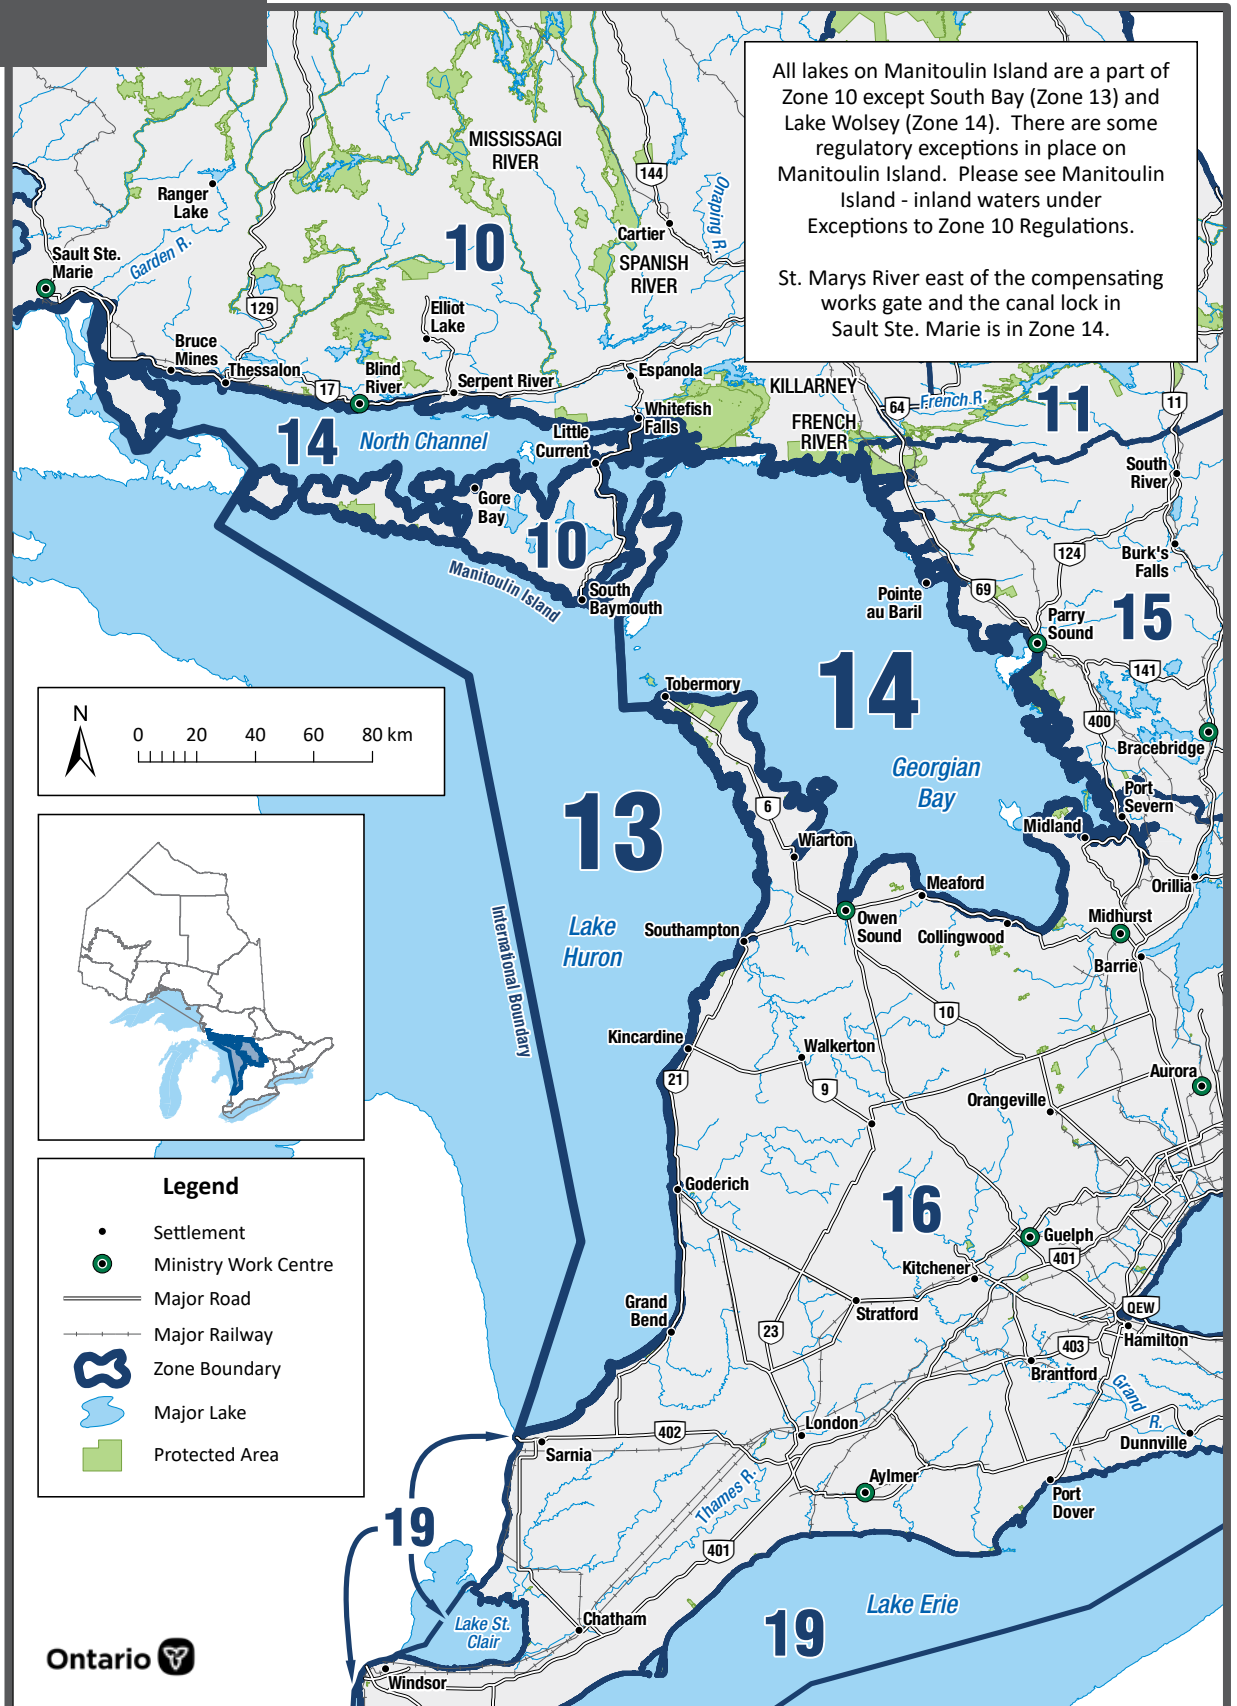 All lakes on Manitoulin Island are a part of
Zone 10 except South Bay (Zone 13) and
Lake Wolsey (Zone 14).  There are some
regulatory exceptions in place on
Manitoulin Island.  Please see Manitoulin
Island - inland waters under
Exceptions to Zone 10 Regulations.
St. Marys River east of the compensating
works gate and the canal lock in
Sault Ste. Marie is in Zone 14.
MISSISSAGI
RIVER
144
Onaping R.
Ranger
Lake
Cartier
10
Garden R.
Sault Ste.
Marie
SPANISH
RIVER
129
Elliot
Lake
Bruce
Mines
Thessalon
17
Blind
River
Serpent River
Espanola
KILLARNEY
64
French R.
11
11
Whitefish
Falls
FRENCH
RIVER
14
North Channel
Little
Current
South
River
Gore
Bay
10
124
Burk's
Falls
Manitoulin Island
South
Baymouth
Pointe
au Baril
69
Parry
Sound
15
141
14
Tobermory
400
Bracebridge
N
0
20
40
60
80 km
Georgian
Bay
Port
Severn
13
6
Midland
Wiarton
Orillia
Meaford
Lake
Huron
International Boundary
Southampton
Owen
Sound
Collingwood
Midhurst
Barrie
10
Kincardine
Walkerton
21
9
Aurora
Orangeville
Goderich
16
Guelph
401
Kitchener
Legend
Settlement
Ministry Work Centre
Major Road
Major Railway
Zone Boundary
Major Lake
Protected Area
Grand
Bend
23
Stratford
QEW
Hamilton
403
Brantford
Grand
R.
London
402
Sarnia
Dunnville
Aylmer
Thames R.
Port
Dover
19
401
Lake Erie
Lake St.
Clair
Chatham
19
Ontario
Windsor